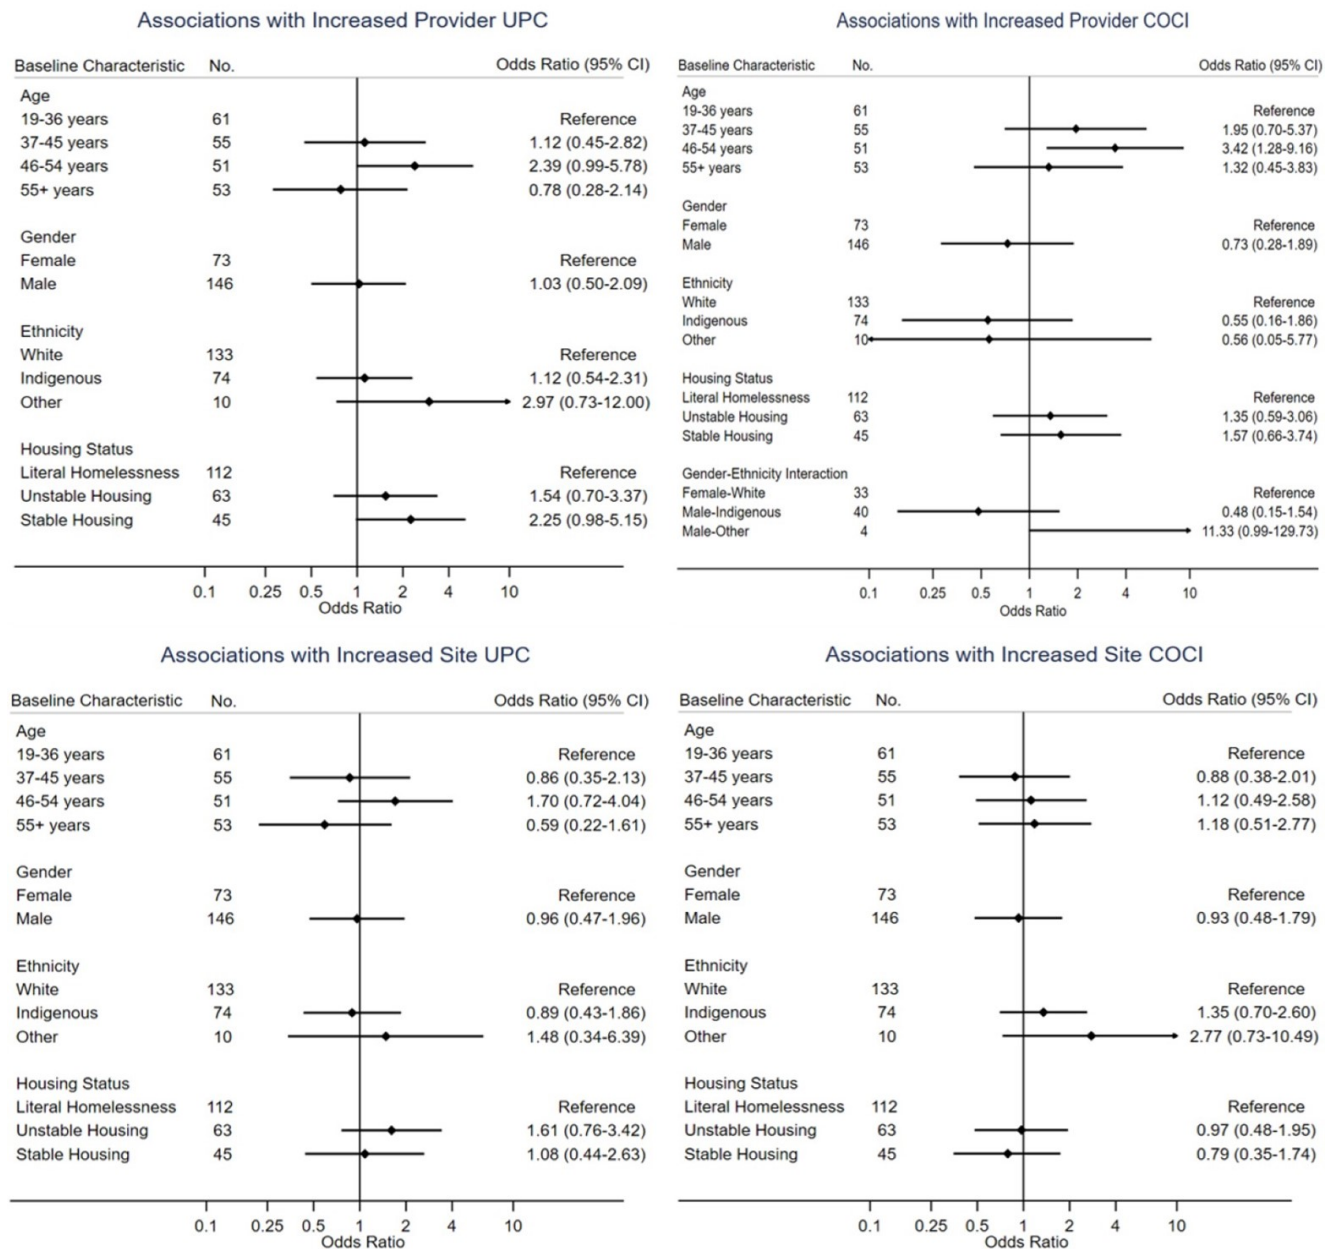 Associations with Increased Provider UPC
Baseline Characteristic No. Odds Ratio (95% CI)
Age
19-36 years 61 Reference
37-45 years 55 1.12 (0.45-2.82)
46-54 years 51 2.39 (0.99-5.78)
55+ years 53 0.78 (0.28-2.14)
Gender
Female 73 Reference
Male 146 1.03 (0.50-2.09)
Ethnicity
White 133 Reference
Indigenous 74 1.12 (0.54-2.31)
Other 10 2.97 (0.73-12.00)
Housing Status
Literal Homelessness 112 Reference
Unstable Housing 63 1.54 (0.70-3.37)
Stable Housing 45 2.25 (0.98-5.15)
0.1 0.25 0.5 1 2 4 10
Odds Ratio
Associations with Increased Provider COCI
Baseline Characteristic No. Odds Ratio (95% CI)
Age
19-36 years 61 Reference
37-45 years 55 1.95 (0.70-5.37)
46-54 years 51 3.42 (1.28-9.16)
55+ years 53 1.32 (0.45-3.83)
Gender
Female 73 Reference
Male 146 0.73 (0.28-1.89)
Ethnicity
White 133 Reference
Indigenous 74 0.55 (0.16-1.86)
Other 10 0.56 (0.05-5.77)
Housing Status
Literal Homelessness 112 Reference
Unstable Housing 63 1.35 (0.59-3.06)
Stable Housing 45 1.57 (0.66-3.74)
Gender-Ethnicity Interaction
Female-White 33 Reference
Male-Indigenous 40 0.48 (0.15-1.54)
Male-Other 4 11.33 (0.99-129.73)
0.1 0.25 0.5 1 2 4 10
Odds Ratio
Associations with Increased Site UPC
Baseline Characteristic No. Odds Ratio (95% CI)
Age
19-36 years 61 Reference
37-45 years 55 0.86 (0.35-2.13)
46-54 years 51 1.70 (0.72-4.04)
55+ years 53 0.59 (0.22-1.61)
Gender
Female 73 Reference
Male 146 0.96 (0.47-1.96)
Ethnicity
White 133 Reference
Indigenous 74 0.89 (0.43-1.86)
Other 10 1.48 (0.34-6.39)
Housing Status
Literal Homelessness 112 Reference
Unstable Housing 63 1.61 (0.76-3.42)
Stable Housing 45 1.08 (0.44-2.63)
0.1 0.25 0.5 1 2 4 10
Odds Ratio
Associations with Increased Site COCI
Baseline Characteristic No. Odds Ratio (95% CI)
Age
19-36 years 61 Reference
37-45 years 55 0.88 (0.38-2.01)
46-54 years 51 1.12 (0.49-2.58)
55+ years 53 1.18 (0.51-2.77)
Gender
Female 73 Reference
Male 146 0.93 (0.48-1.79)
Ethnicity
White 133 Reference
Indigenous 74 1.35 (0.70-2.60)
Other 10 2.77 (0.73-10.49)
Housing Status
Literal Homelessness 112 Reference
Unstable Housing 63 0.97 (0.48-1.95)
Stable Housing 45 0.79 (0.35-1.74)
0.1 0.25 0.5 1 2 4 10
Odds Ratio